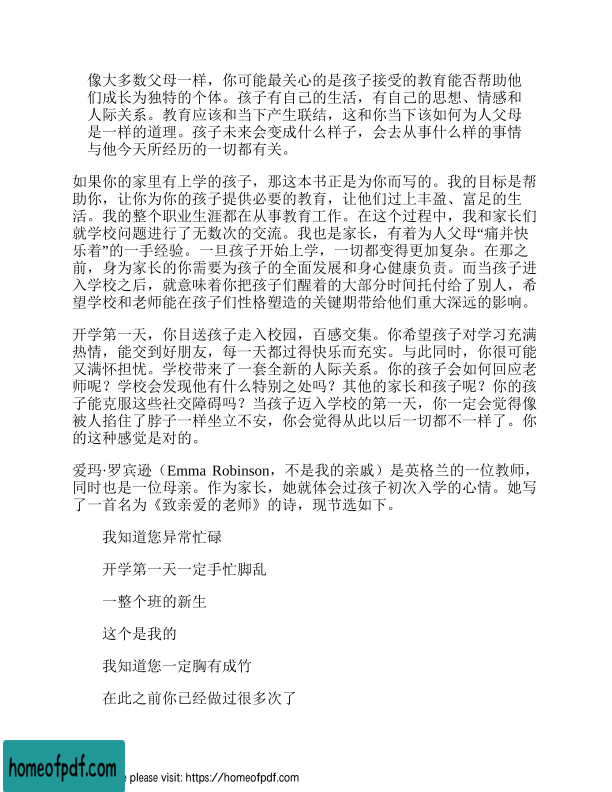 像大多数父母一样，你可能最关心的是孩子接受的教育能否帮助他
们成长为独特的个体。孩子有自己的生活，有自己的思想、情感和
人际关系。教育应该和当下产生联结，这和你当下该如何为人父母
是一样的道理。孩子未来会变成什么样子，会去从事什么样的事情
与他今天所经历的一切都有关。
如果你的家里有上学的孩子，那这本书正是为你而写的。我的目标是帮
助你，让你为你的孩子提供必要的教育，让他们过上丰盈、富足的生
活。我的整个职业生涯都在从事教育工作。在这个过程中，我和家长们
就学校问题进行了无数次的交流。我也是家长，有着为人父母“痛并快
乐着”的一手经验。一旦孩子开始上学，一切都变得更加复杂。在那之
前，身为家长的你需要为孩子的全面发展和身心健康负责。而当孩子进
入学校之后，就意味着你把孩子们醒着的大部分时间托付给了别人，希
望学校和老师能在孩子们性格塑造的关键期带给他们重大深远的影响。
开学第一天，你目送孩子走入校园，百感交集。你希望孩子对学习充满
热情，能交到好朋友，每一天都过得快乐而充实。与此同时，你很可能
又满怀担忧。学校带来了一套全新的人际关系。你的孩子会如何回应老
师呢？学校会发现他有什么特别之处吗？其他的家长和孩子呢？你的孩
子能克服这些社交障碍吗？当孩子迈入学校的第一天，你一定会觉得像
被人掐住了脖子一样坐立不安，你会觉得从此以后一切都不一样了。你
的这种感觉是对的。
爱玛·罗宾逊（Emma Robinson，不是我的亲戚）是英格兰的一位教师，
同时也是一位母亲。作为家长，她就体会过孩子初次入学的心情。她写
了一首名为《致亲爱的老师》的诗，现节选如下。
我知道您异常忙碌
开学第一天一定手忙脚乱
一整个班的新生
这个是我的
我知道您一定胸有成竹
在此之前你已经做过很多次了
homeofpdf.com
e please visit: https://homeofpdf.com